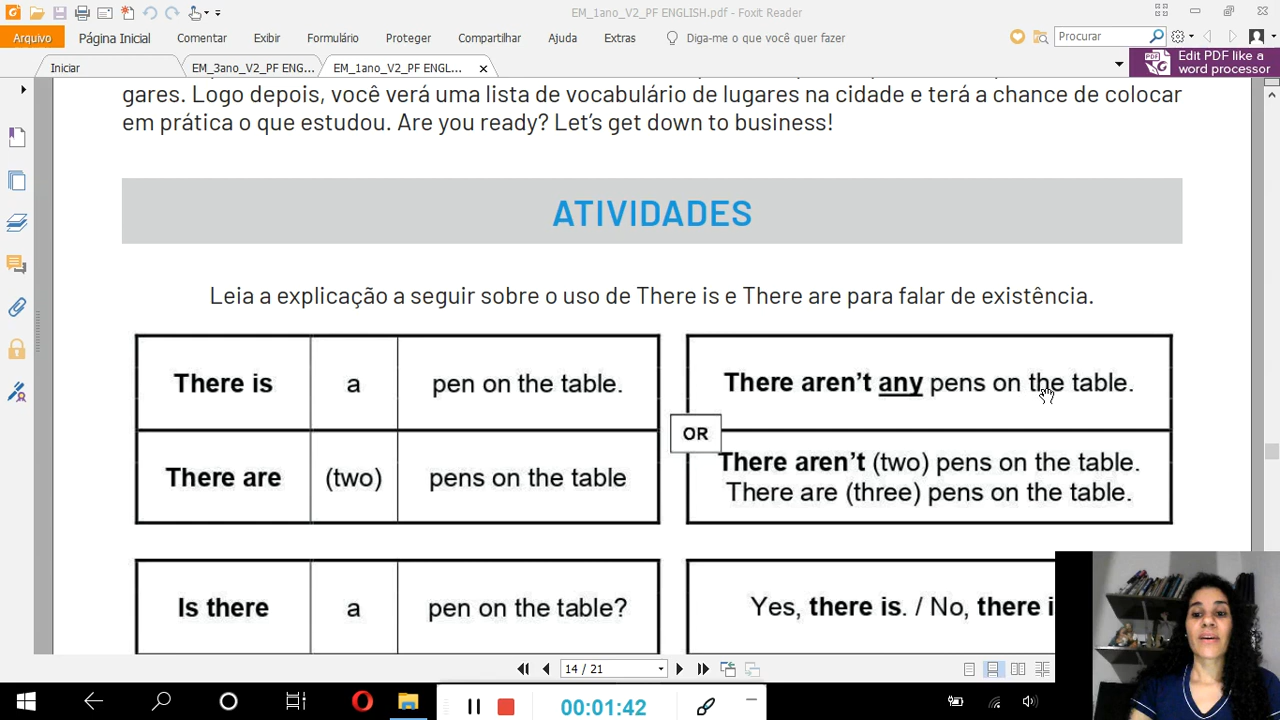 EM_1ano_V2_PF ENGLISH.pdf - Foxit Reader
Arquivo Página Inicial Comentar Exibir Formulário Proteger Compartilhar Ajuda Extras Diga-me o que você quer fazer Procurar
Iniciar EM_3ano_V2_PF ENG... EM_1ano_V2_PF ENGL... Edit PDF like a
word processor
gares. Logo depois, você verá uma lista de vocabulário de lugares na cidade e terá a chance de colocar
em prática o que estudou. Are you ready? Let's get down to business!
ATIVIDADES
Leia a explicação a seguir sobre o uso de There is e There are para falar de existência.
There is a pen on the table.
There are (two) pens on the table
There aren't any pens on the table.
OR
There aren't (two) pens on the table.
There are (three) pens on the table.
Is there a pen on the table?
Yes, there is. / No, there i
14 / 21
00:01:42